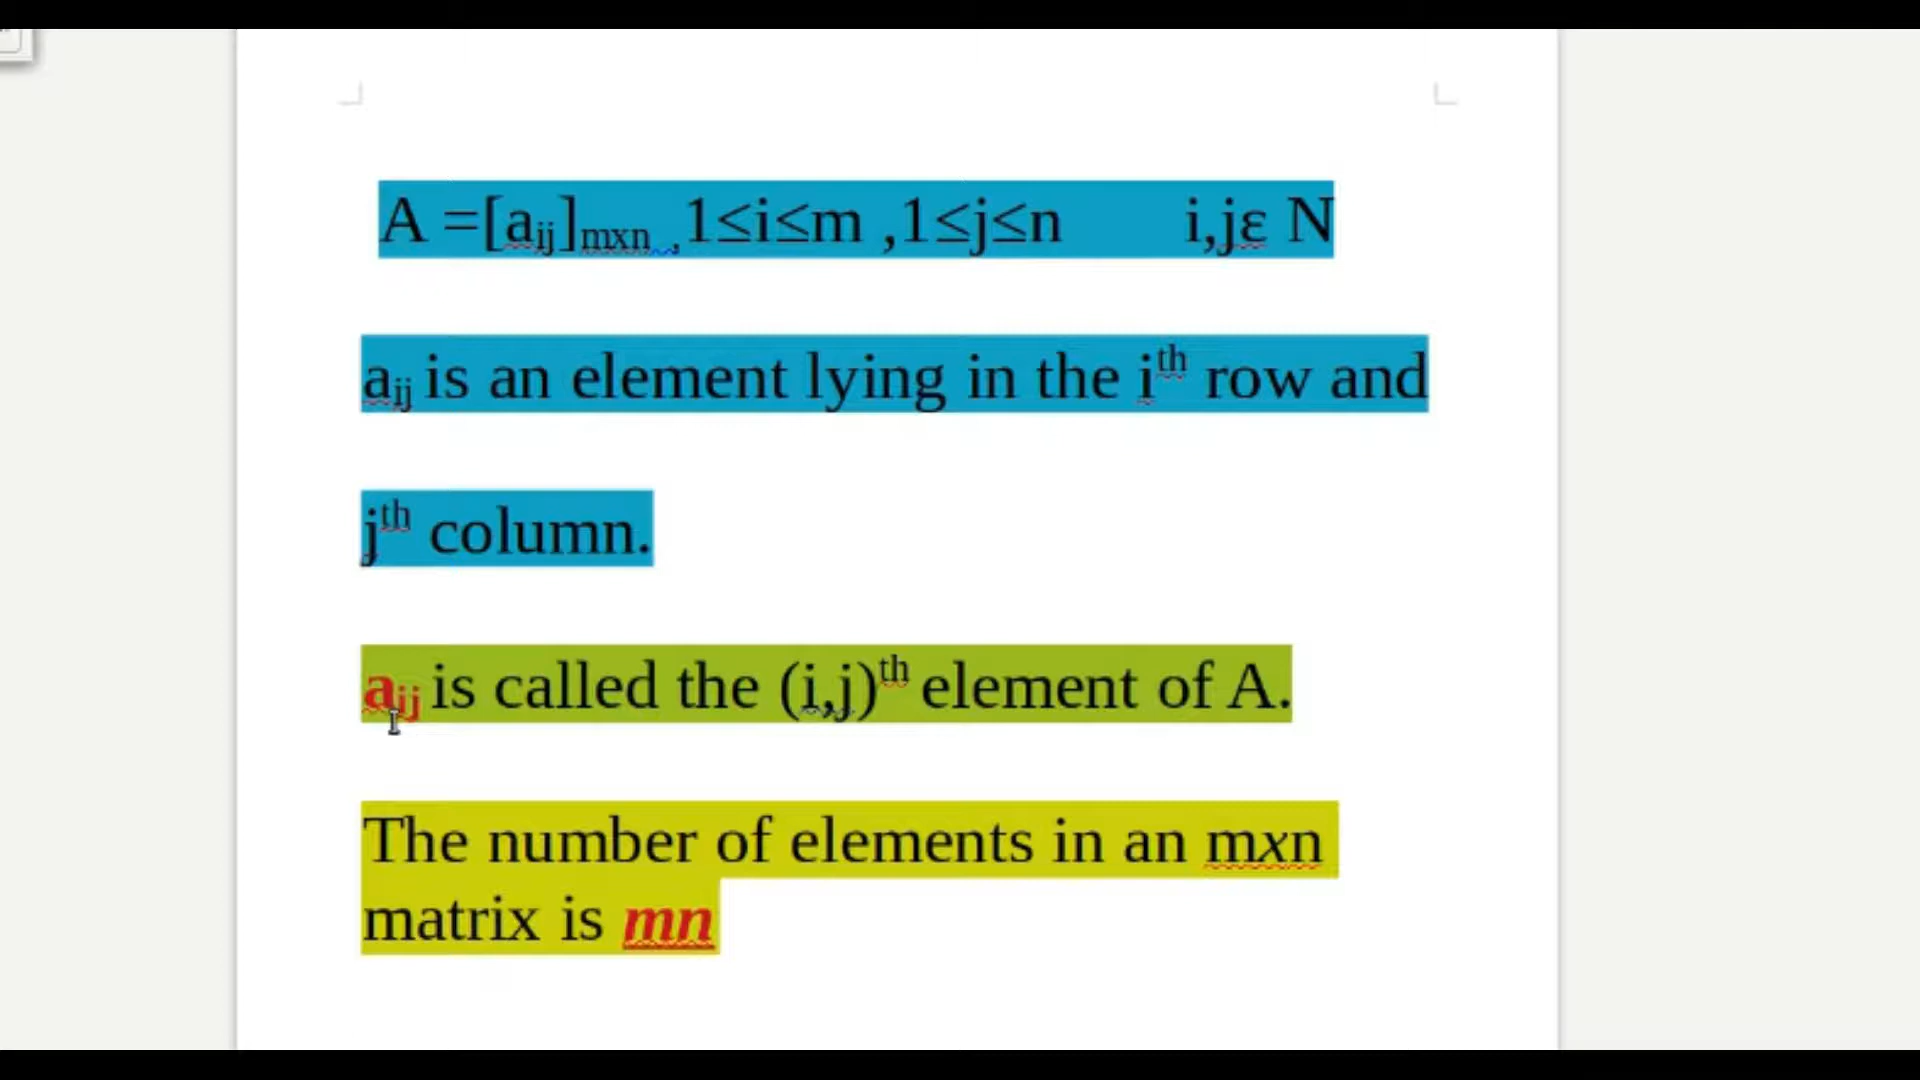 A =[aᵢⱼ]ₘₓₙ ,1≤i≤m ,1≤j≤n i,jε N
aᵢⱼ is an element lying in the iᵗʰ row and
jᵗʰ column.
aᵢⱼ is called the (i,j)ᵗʰ element of A.
The number of elements in an mxn
matrix is mn